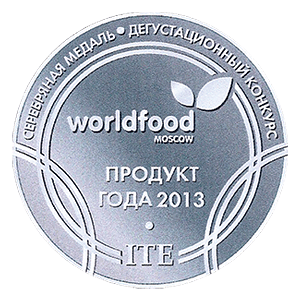 СЕРЕБРЯНАЯ МЕДАЛЬ • ДЕГУСТАЦИОННЫЙ КОНКУРС
worldfood
MOSCOW
ПРОДУКТ
ГОДА 2013
ITE